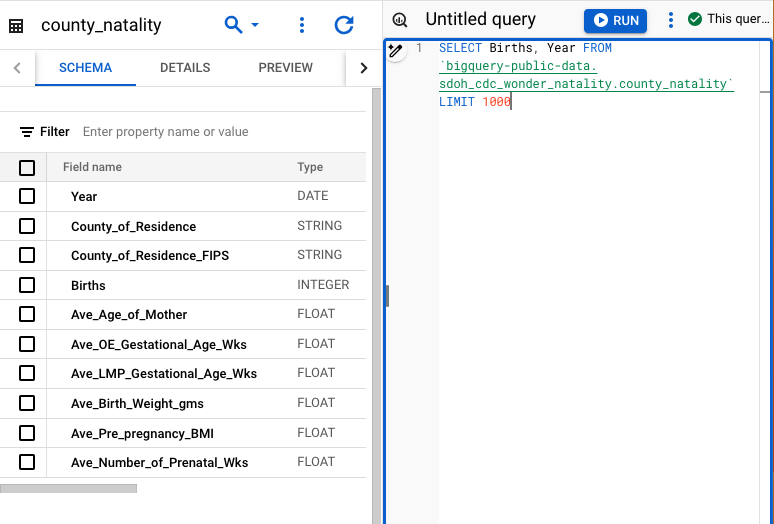 county_natality
SCHEMA DETAILS PREVIEW
Filter Enter property name or value
Field name Type
Year DATE
County_of_Residence STRING
County_of_Residence_FIPS STRING
Births INTEGER
Ave_Age_of_Mother FLOAT
Ave_OE_Gestational_Age_Wks FLOAT
Ave_LMP_Gestational_Age_Wks FLOAT
Ave_Birth_Weight_gms FLOAT
Ave_Pre_pregnancy_BMI FLOAT
Ave_Number_of_Prenatal_Wks FLOAT
Untitled query RUN This quer...
1 SELECT Births, Year FROM
`bigquery-public-data.
sdoh_cdc_wonder_natality.county_natality`
LIMIT 1000